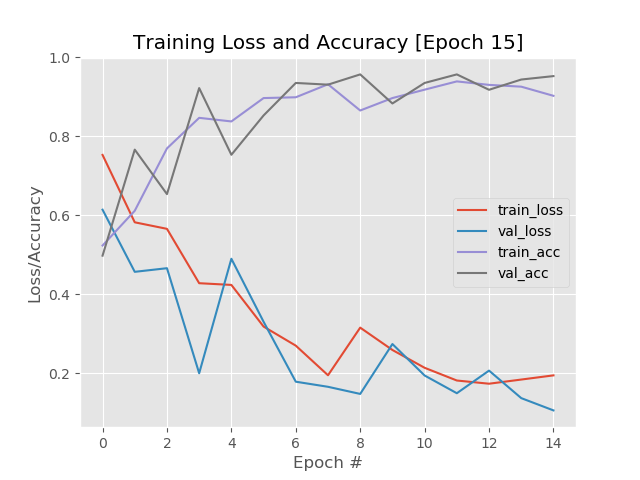 Training Loss and Accuracy [Epoch 15]
1.0
0.8
0.6
0.4
0.2
Loss/Accuracy
train_loss
val_loss
train_acc
val_acc
0 2 4 6 8 10 12 14
Epoch #